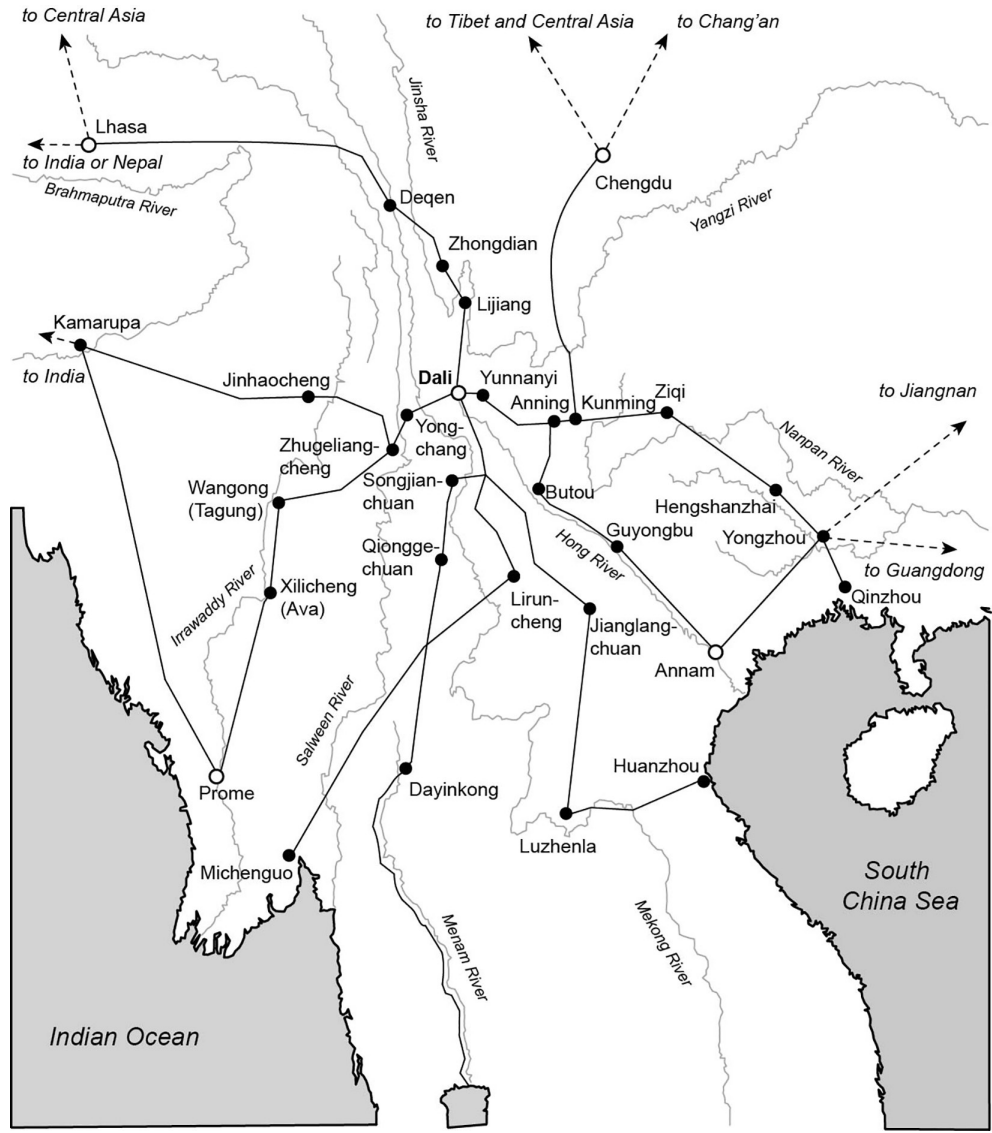 to Central Asia
to Tibet and Central Asia
to Chang'an
Lhasa
Jinsha River
to India or Nepal
Chengdu
Brahmaputra River
Deqen
Yangzi River
Zhongdian
Lijiang
Kamarupa
to India
Jinhaocheng
Dali
Yunnanyi
Anning
Kunming
Ziqi
to Jiangnan
Yong-
chang
Zhugeliang-
cheng
Nanpan River
Songjian-
chuan
Wangong
(Tagung)
Butou
Hengshanzhai
Guyongbu
Yongzhou
Qiongge-
chuan
Hong River
to Guangdong
Irrawaddy River
Xilicheng
(Ava)
Lirun-
cheng
Qinzhou
Jianglang-
chuan
Annam
Salween River
Prome
Dayinkong
Huanzhou
Luzhenla
Michenguo
South
China Sea
Menam River
Mekong River
Indian Ocean